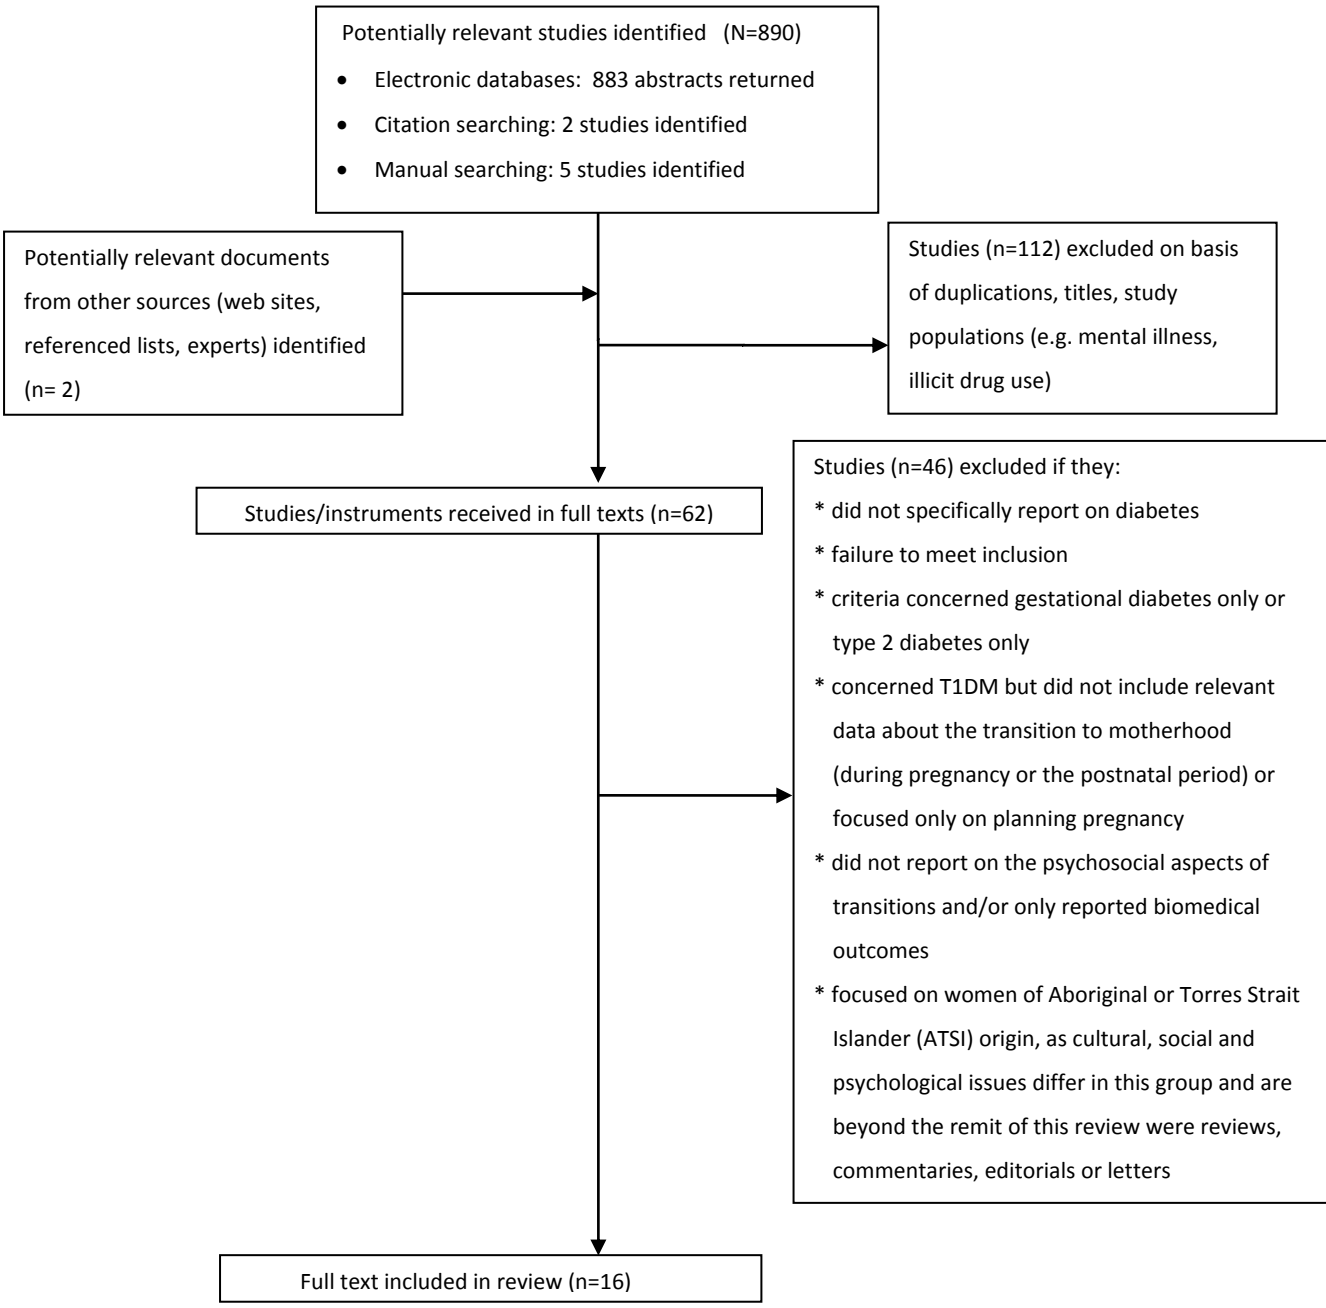 Potentially relevant studies identified (N=890)
• Electronic databases: 883 abstracts returned
• Citation searching: 2 studies identified
• Manual searching: 5 studies identified
Potentially relevant documents
from other sources (web sites,
referenced lists, experts) identified
(n= 2)
Studies (n=112) excluded on basis
of duplications, titles, study
populations (e.g. mental illness,
illicit drug use)
Studies/instruments received in full texts (n=62)
Studies (n=46) excluded if they:
* did not specifically report on diabetes
* failure to meet inclusion
* criteria concerned gestational diabetes only or
type 2 diabetes only
* concerned T1DM but did not include relevant
data about the transition to motherhood
(during pregnancy or the postnatal period) or
focused only on planning pregnancy
* did not report on the psychosocial aspects of
transitions and/or only reported biomedical
outcomes
* focused on women of Aboriginal or Torres Strait
Islander (ATSI) origin, as cultural, social and
psychological issues differ in this group and are
beyond the remit of this review were reviews,
commentaries, editorials or letters
Full text included in review (n=16)